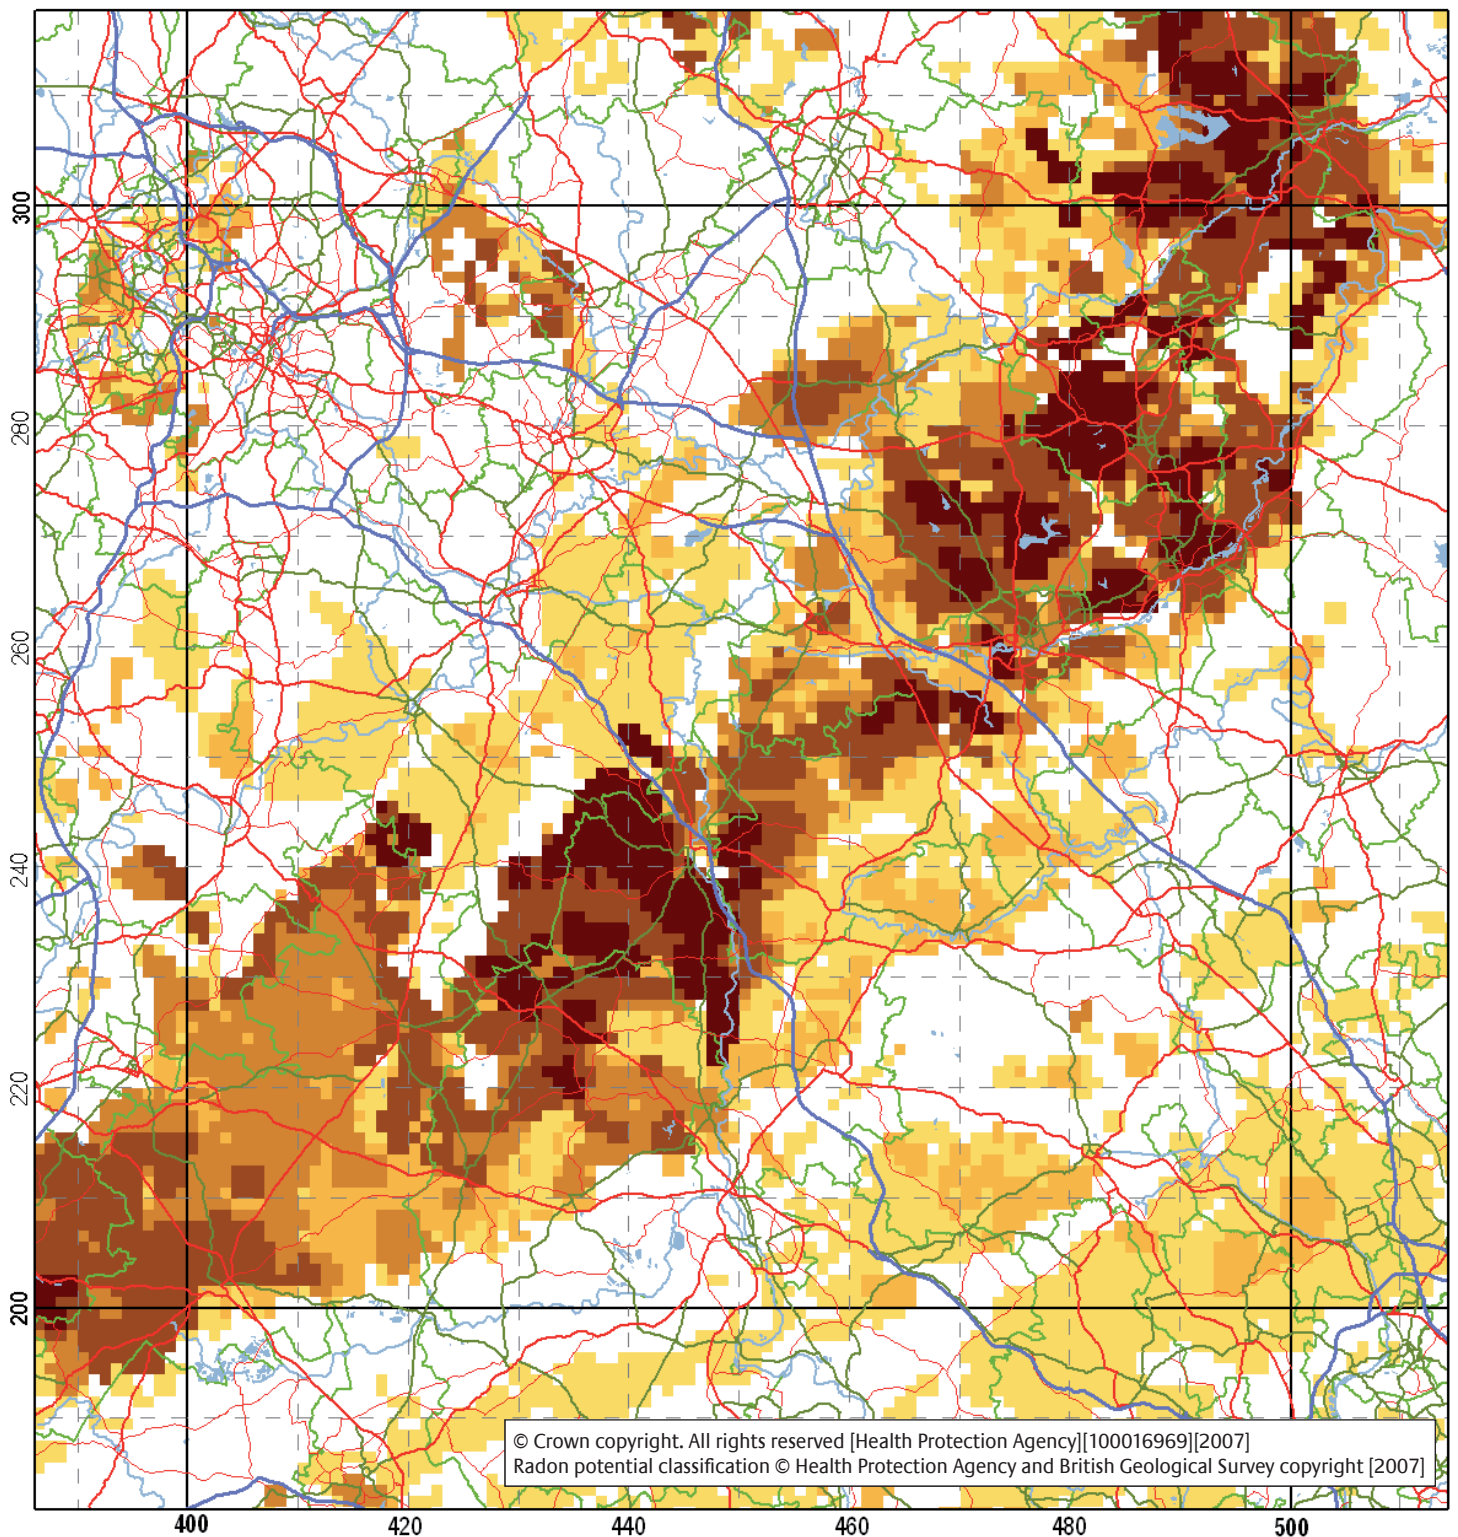 300
280
260
240
220
200
© Crown copyright. All rights reserved [Health Protection Agency][100016969][2007]
Radon potential classification © Health Protection Agency and British Geological Survey copyright [2007]
400 420 440 460 480 500